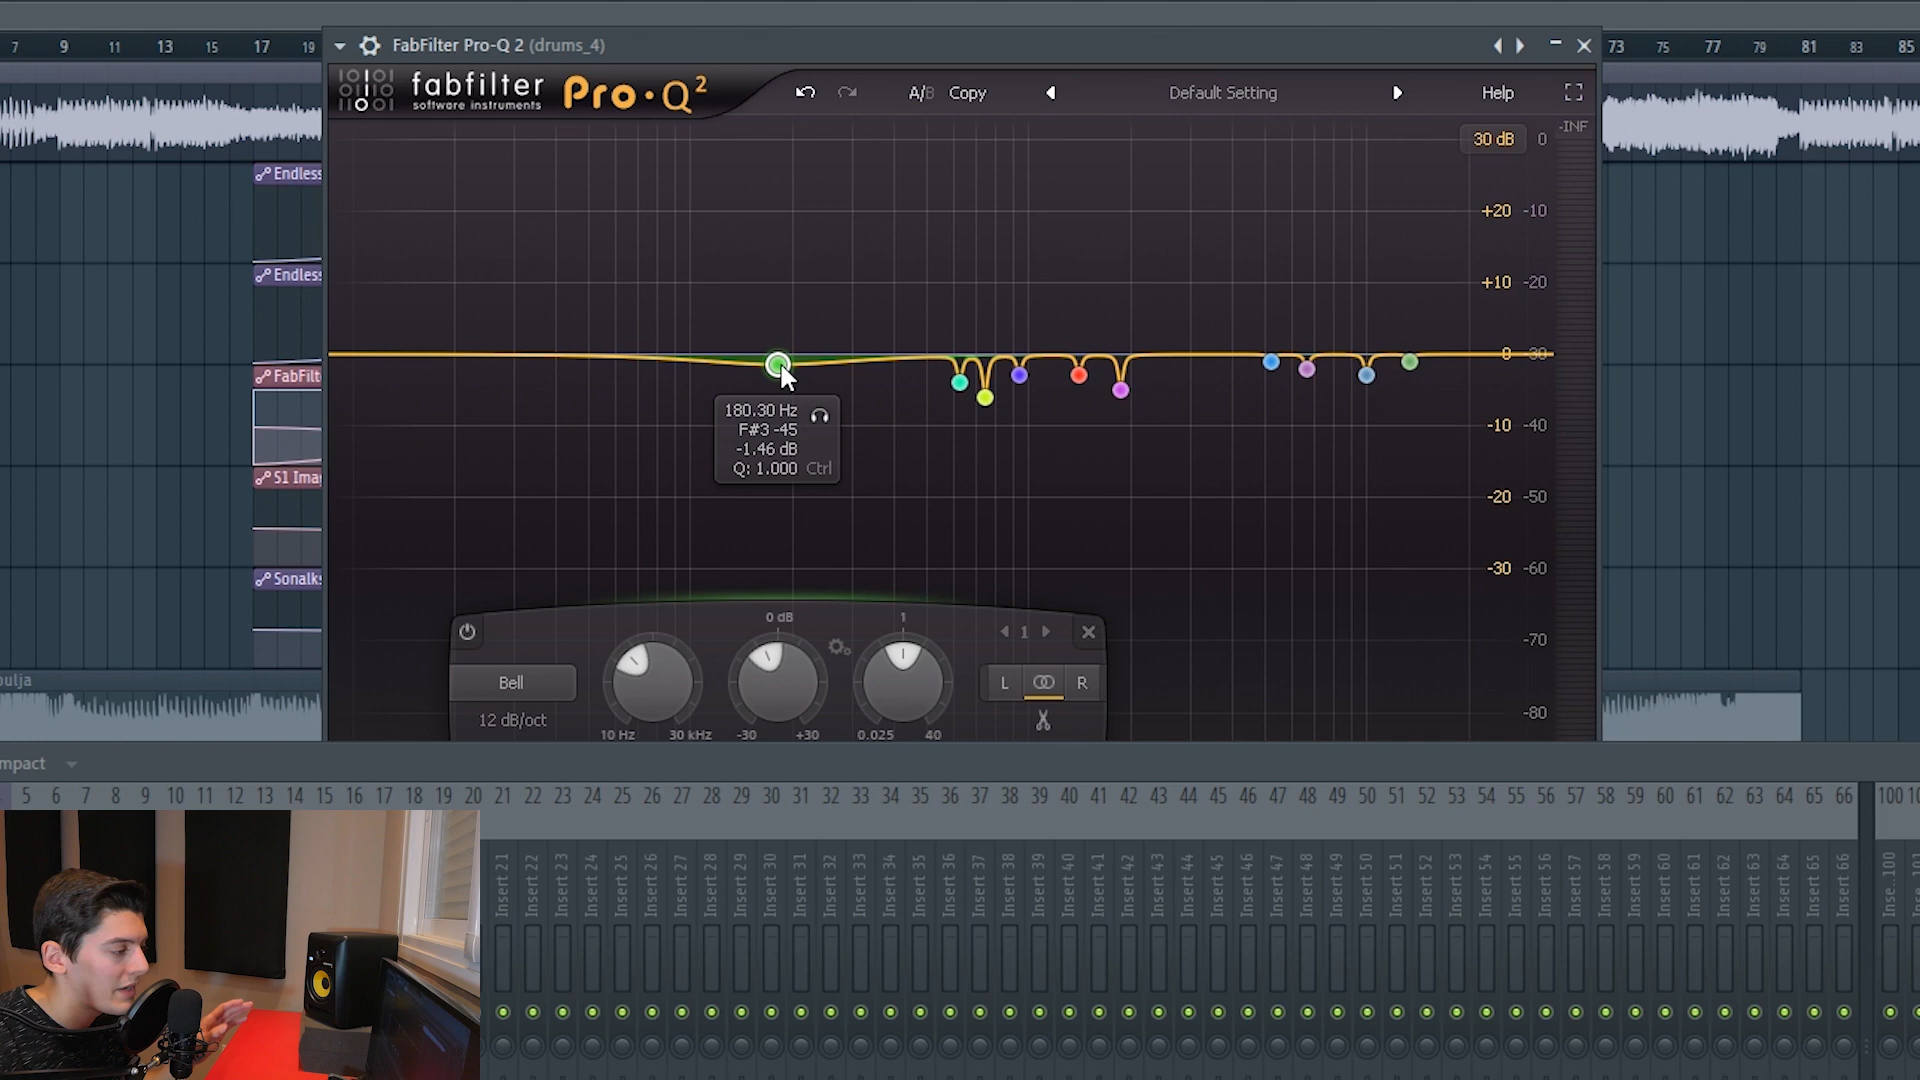 7 9 11 13 15 17 19
FabFilter Pro-Q 2 (drums_4)
73 75 77 79 81 83 85
fabfilter
software instruments
Pro·Q²
A/B Copy
Default Setting
Help
-INF
30 dB 0
+20 -10
+10 -20
0 -30
-10 -40
-20 -50
-30 -60
-70
-80
Endless
Endless
FabFilt
S1 Imag
Sonalks
oulja
180.30 Hz
F#3 -45
-1.46 dB
Q: 1.000 Ctrl
0 dB
1
1
Bell
L
R
12 dB/oct
10 Hz 30 kHz
-30 +30
0.025 40
mpact
5 6 7 8 9 10 11 12 13 14 15 16 17 18 19 20 21 22 23 24 25 26 27 28 29 30 31 32 33 34 35 36 37 38 39 40 41 42 43 44 45 46 47 48 49 50 51 52 53 54 55 56 57 58 59 60 61 62 63 64 65 66 100 10
Insert 21
Insert 22
Insert 23
Insert 24
Insert 25
Insert 26
Insert 27
Insert 28
Insert 29
Insert 30
Insert 31
Insert 32
Insert 33
Insert 34
Insert 35
Insert 36
Insert 37
Insert 38
Insert 39
Insert 40
Insert 41
Insert 42
Insert 43
Insert 44
Insert 45
Insert 46
Insert 47
Insert 48
Insert 49
Insert 50
Insert 51
Insert 52
Insert 53
Insert 54
Insert 55
Insert 56
Insert 57
Insert 58
Insert 59
Insert 60
Insert 61
Insert 62
Insert 63
Insert 64
Insert 65
Insert 66
Inse..100